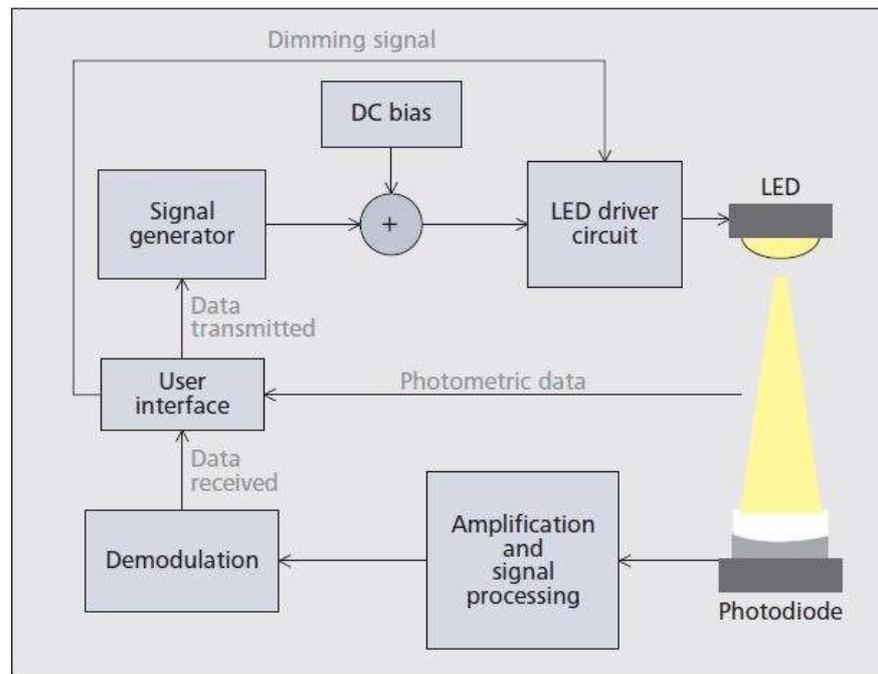 Dimming signal
DC bias
LED
Signal
generator
+
LED driver
circuit
Data
transmitted
User
interface
Photometric data
Data
received
Amplification
and
signal
processing
Demodulation
Photodiode